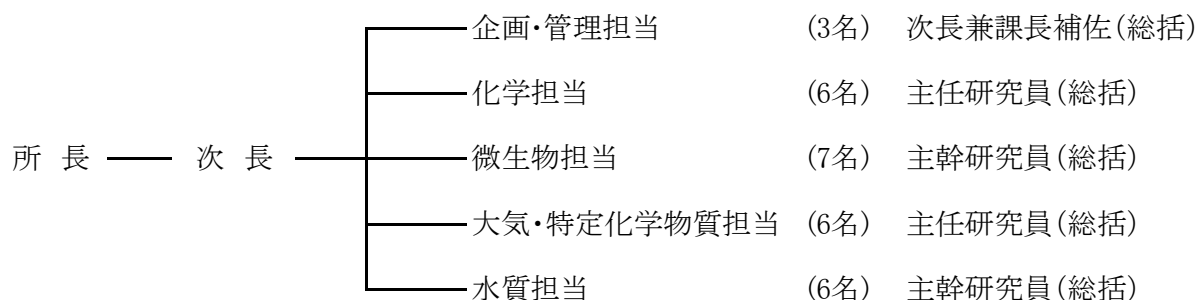 企画・管理担当 (3名) 次長兼課長補佐(総括)
化学担当 (6名) 主任研究員(総括)
所 長 次 長 微生物担当 (7名) 主幹研究員(総括)
大気・特定化学物質担当 (6名) 主任研究員(総括)
水質担当 (6名) 主幹研究員(総括)